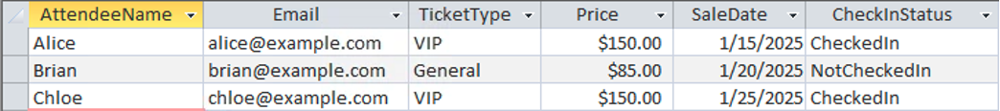 AttendeeName Email TicketType Price SaleDate CheckInStatus
Alice alice@example.com VIP $150.00 1/15/2025 CheckedIn
Brian brian@example.com General $85.00 1/20/2025 NotCheckedIn
Chloe chloe@example.com VIP $150.00 1/25/2025 CheckedIn